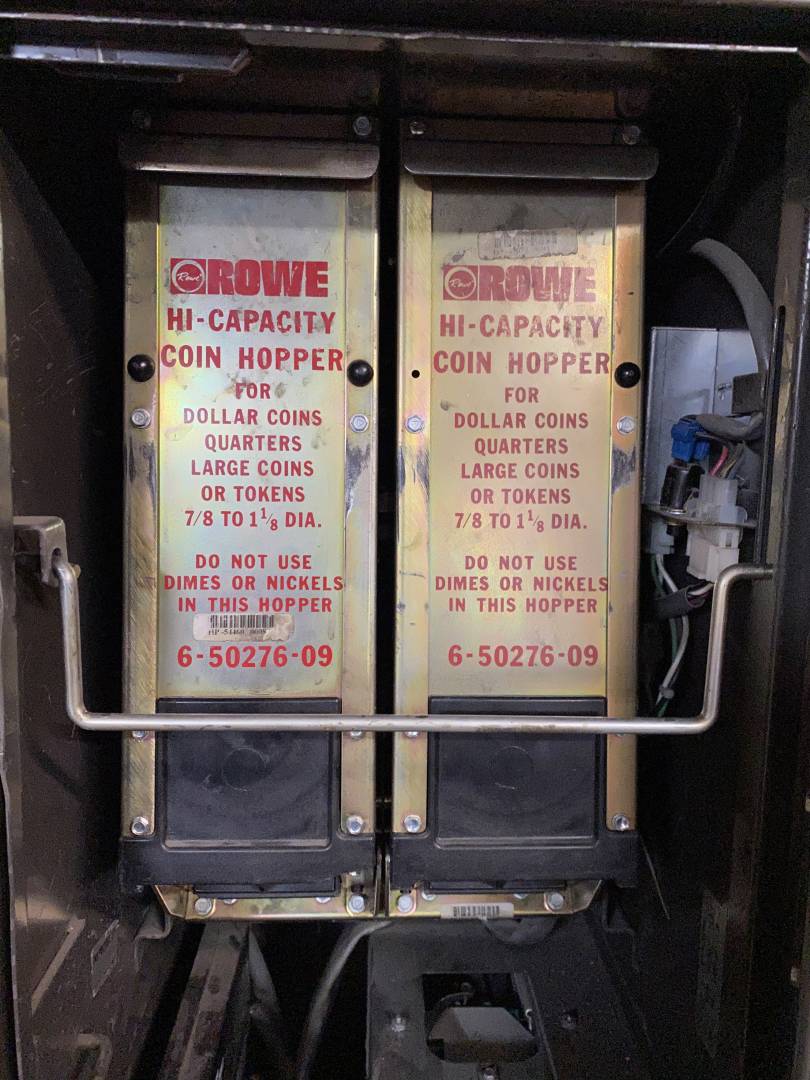 Rowe ROWE
HI-CAPACITY
COIN HOPPER
FOR
DOLLAR COINS
QUARTERS
LARGE COINS
OR TOKENS
7/8 TO 1 1/8 DIA.
DO NOT USE
DIMES OR NICKELS
IN THIS HOPPER
6-50276-09
Rowe ROWE
HI-CAPACITY
COIN HOPPER
FOR
DOLLAR COINS
QUARTERS
LARGE COINS
OR TOKENS
7/8 TO 1 1/8 DIA.
DO NOT USE
DIMES OR NICKELS
IN THIS HOPPER
6-50276-09